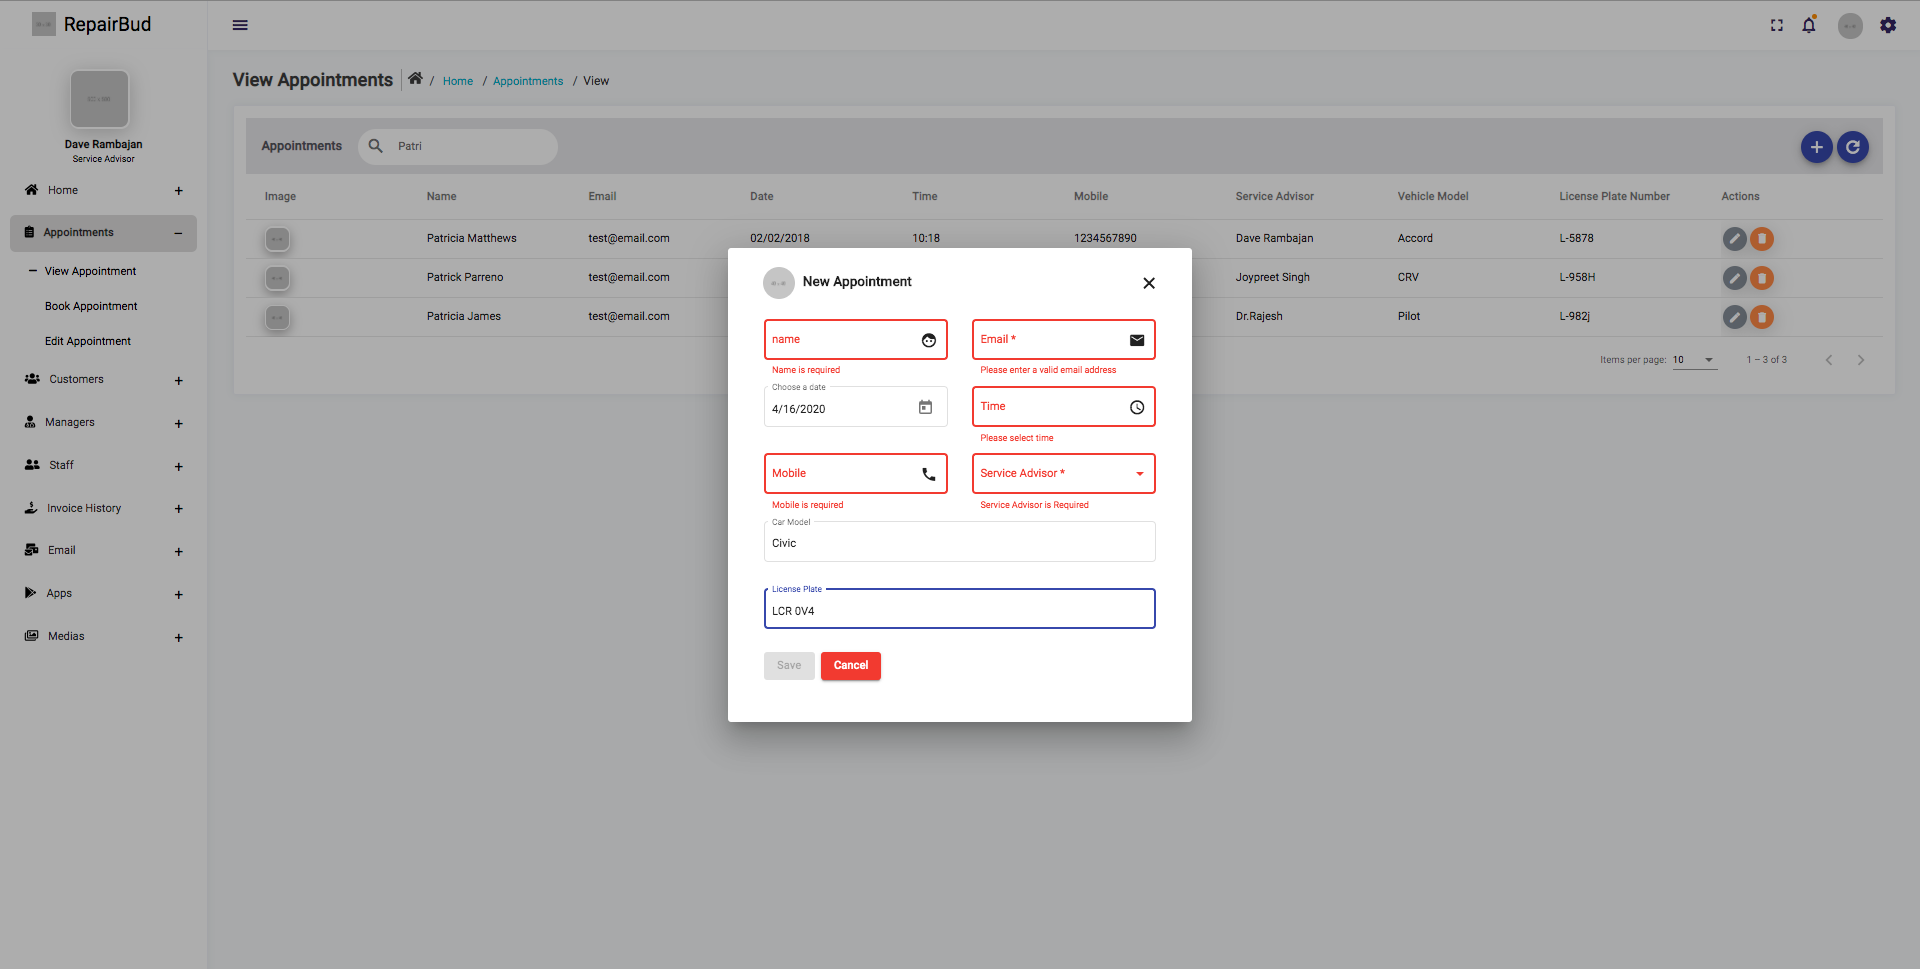 RepairBud
Dave Rambajan
Service Advisor
Home +
Appointments −
View Appointment
Book Appointment
Edit Appointment
Customers +
Managers +
Staff +
Invoice History +
Email +
Apps +
Medias +
View Appointments / Home / Appointments / View
Appointments Patri
Image Name Email Date Time Mobile Service Advisor Vehicle Model License Plate Number Actions
Patricia Matthews test@email.com 02/02/2018 10:18 1234567890 Dave Rambajan Accord L-5878
Patrick Parreno test@email.com Joypreet Singh CRV L-958H
Patricia James test@email.com Dr.Rajesh Pilot L-982j
Items per page: 10 1 – 3 of 3
New Appointment
name Email *
Name is required Please enter a valid email address
Choose a date
4/16/2020 Time
Please select time
Mobile Service Advisor *
Mobile is required Service Advisor is Required
Car Model
Civic
License Plate
LCR 0V4
Save Cancel